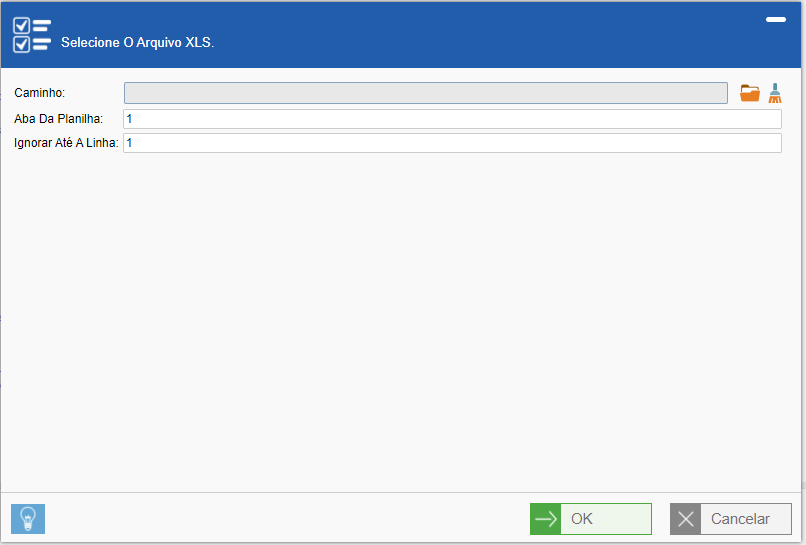 Selecione O Arquivo XLS.
Caminho:
Aba Da Planilha: 1
Ignorar Até A Linha: 1
OK Cancelar